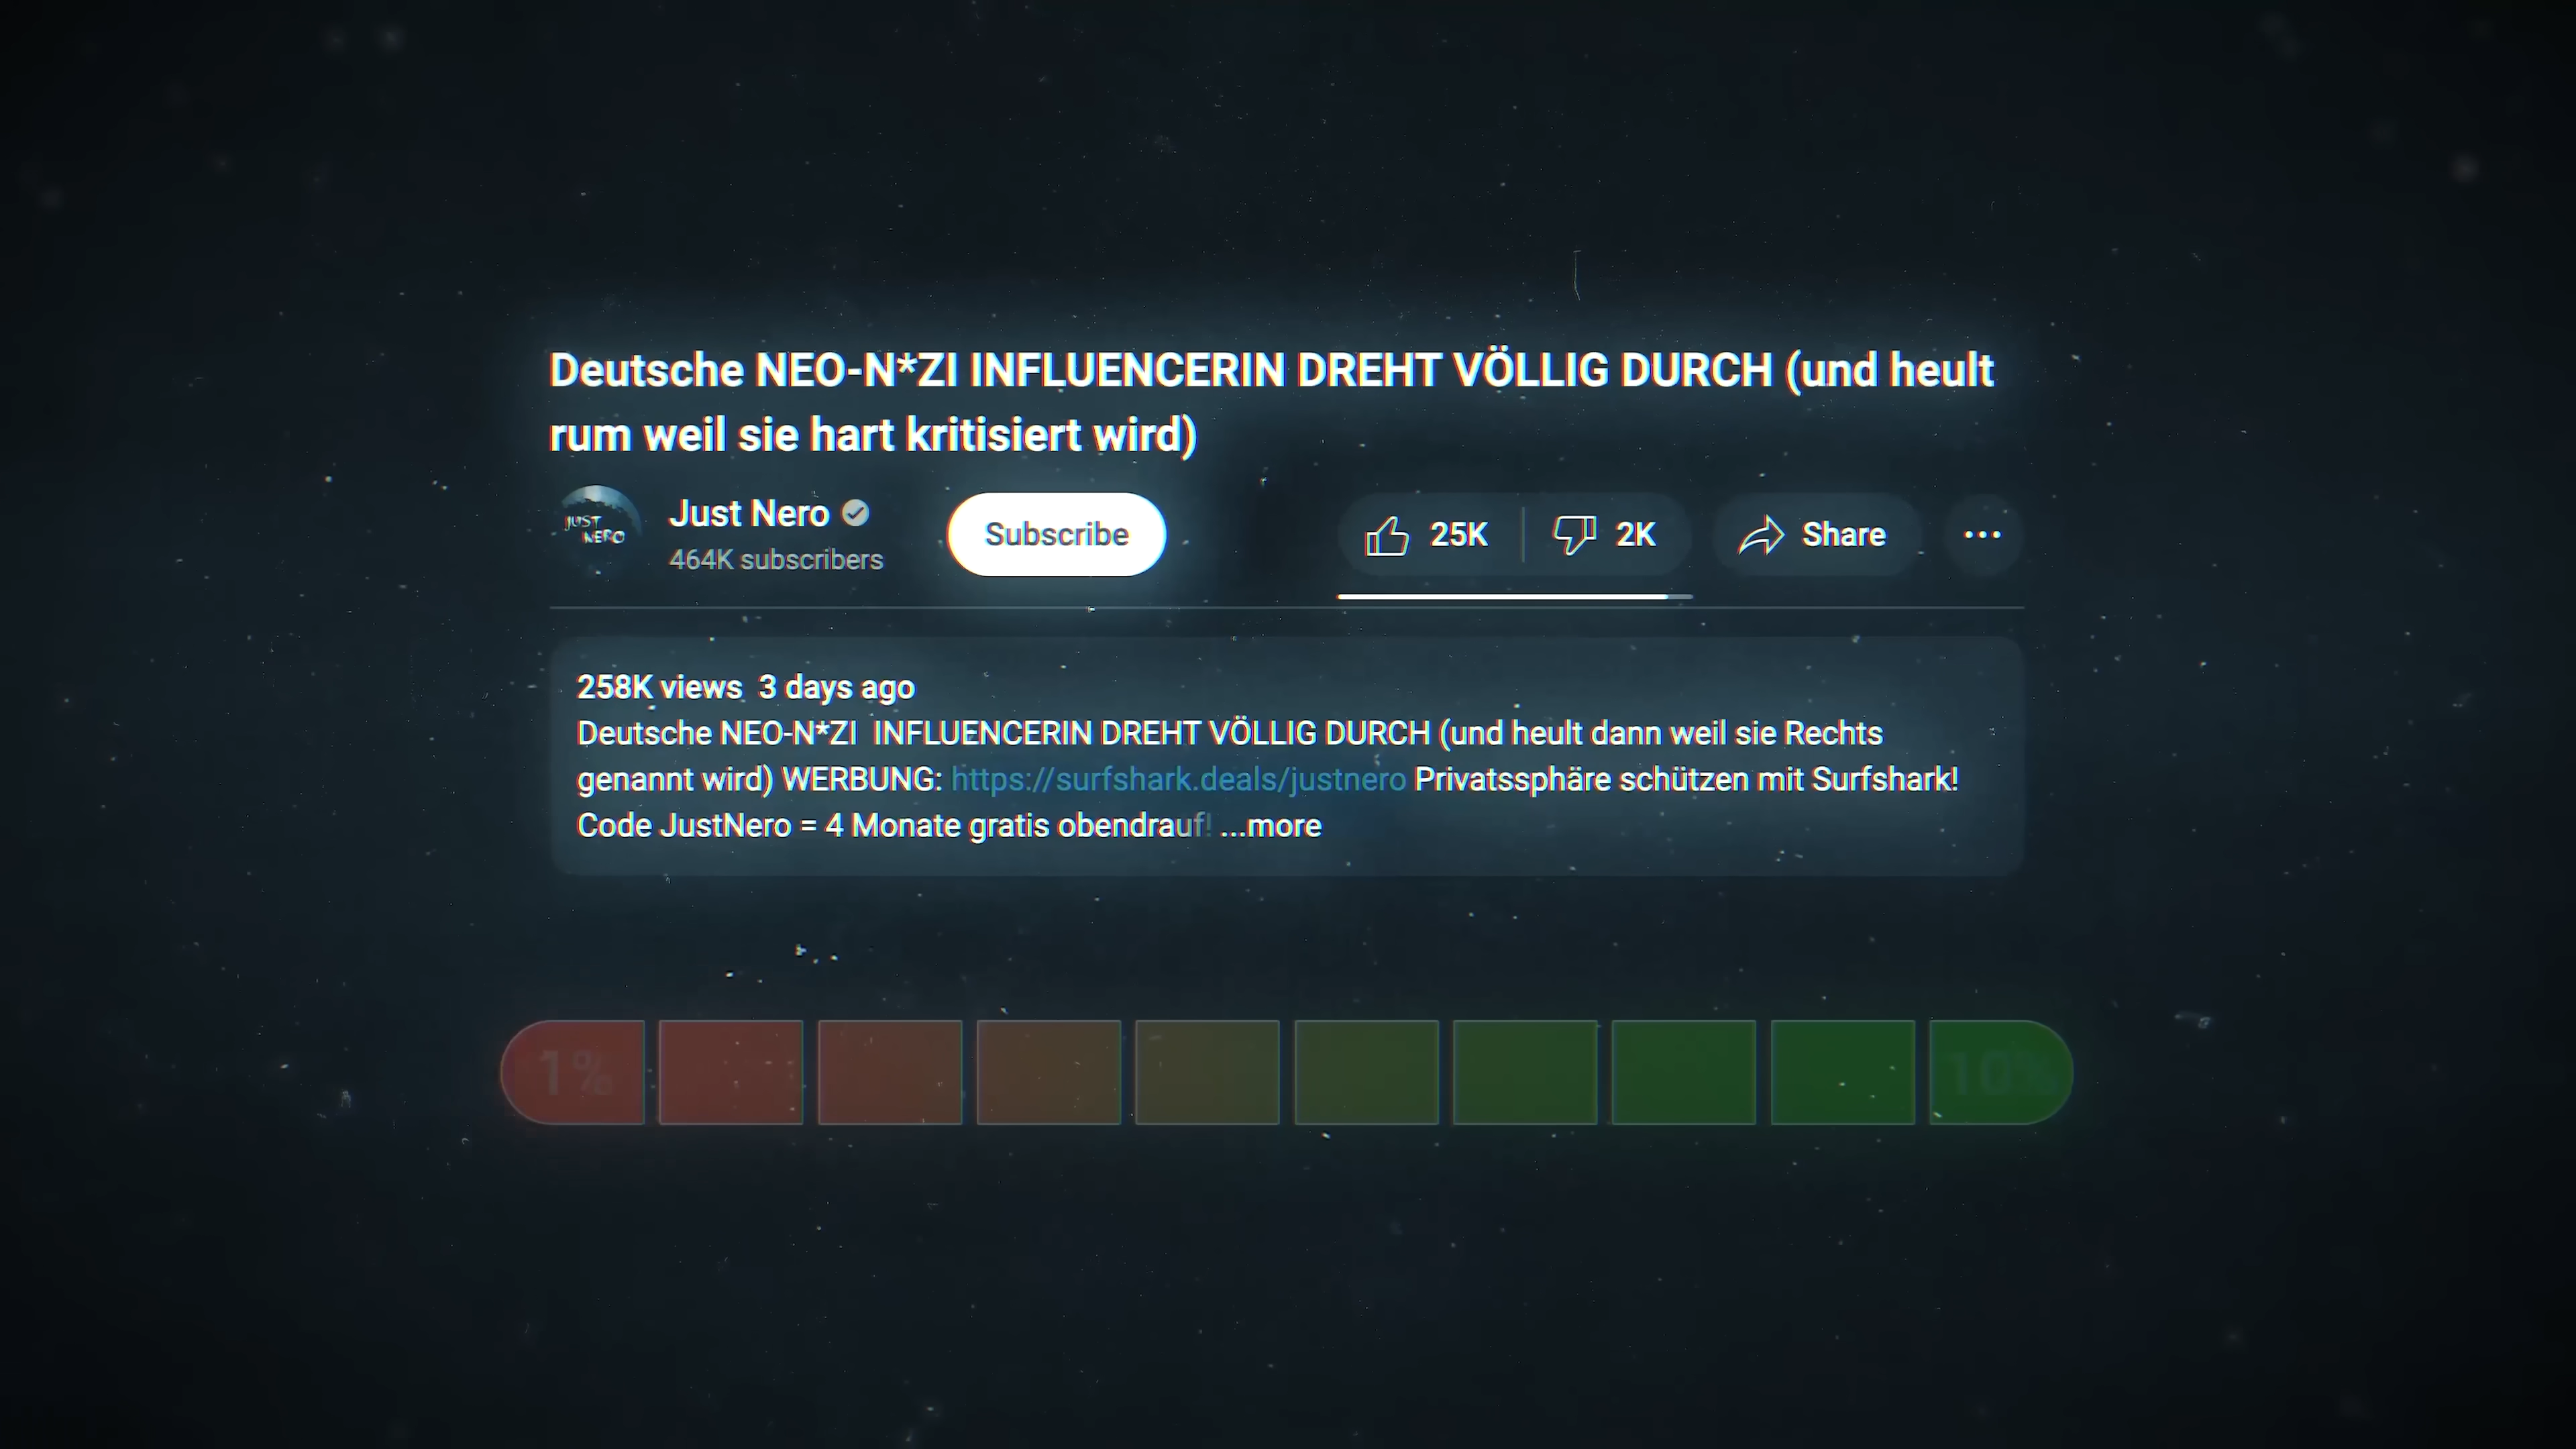 Deutsche NEO-N*ZI INFLUENCERIN DREHT VÖLLIG DURCH (und heult
rum weil sie hart kritisiert wird)
JUST
NERO
Just Nero
464K subscribers
Subscribe
25K
2K
Share
258K views 3 days ago
Deutsche NEO-N*ZI INFLUENCERIN DREHT VÖLLIG DURCH (und heult dann weil sie Rechts
genannt wird) WERBUNG: https://surfshark.deals/justnero Privatssphäre schützen mit Surfshark!
Code JustNero = 4 Monate gratis obendrauf! ...more
1%
10%